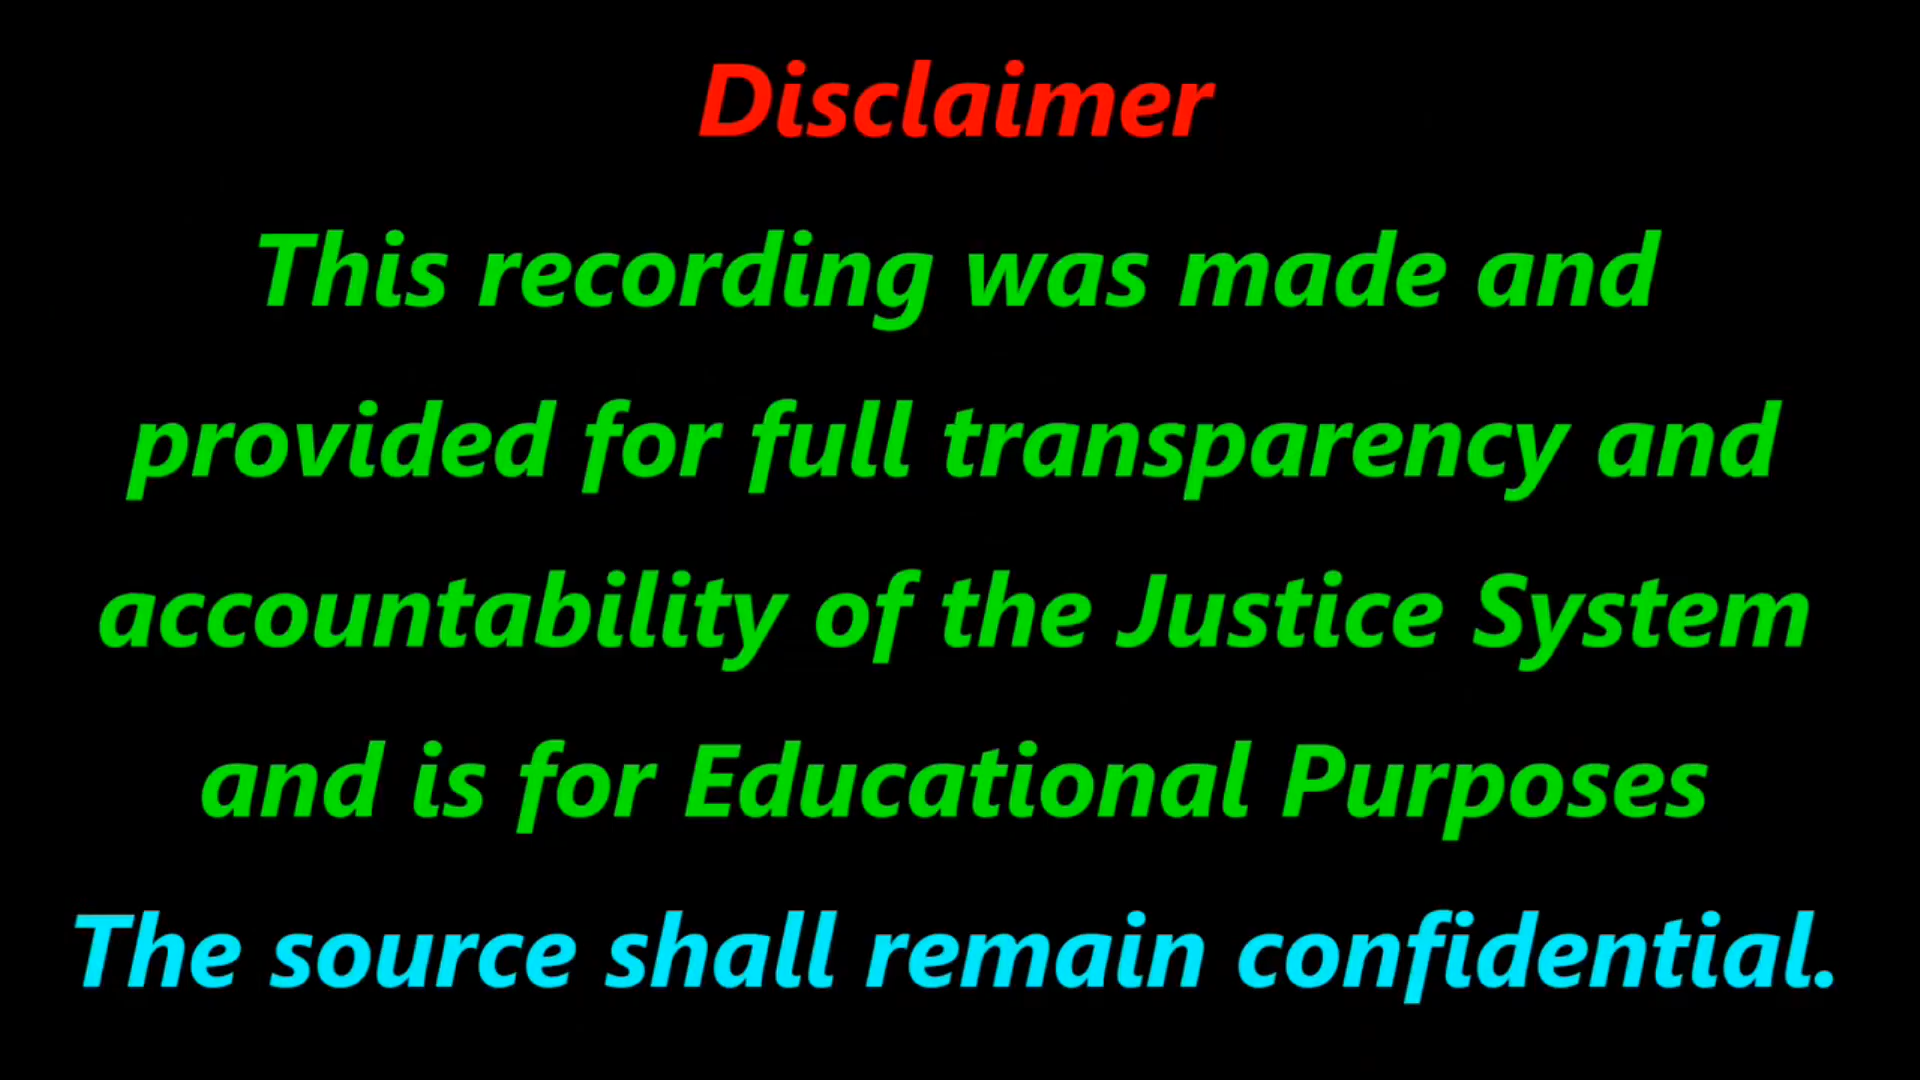 Disclaimer
This recording was made and
provided for full transparency and
accountability of the Justice System
and is for Educational Purposes
The source shall remain confidential.